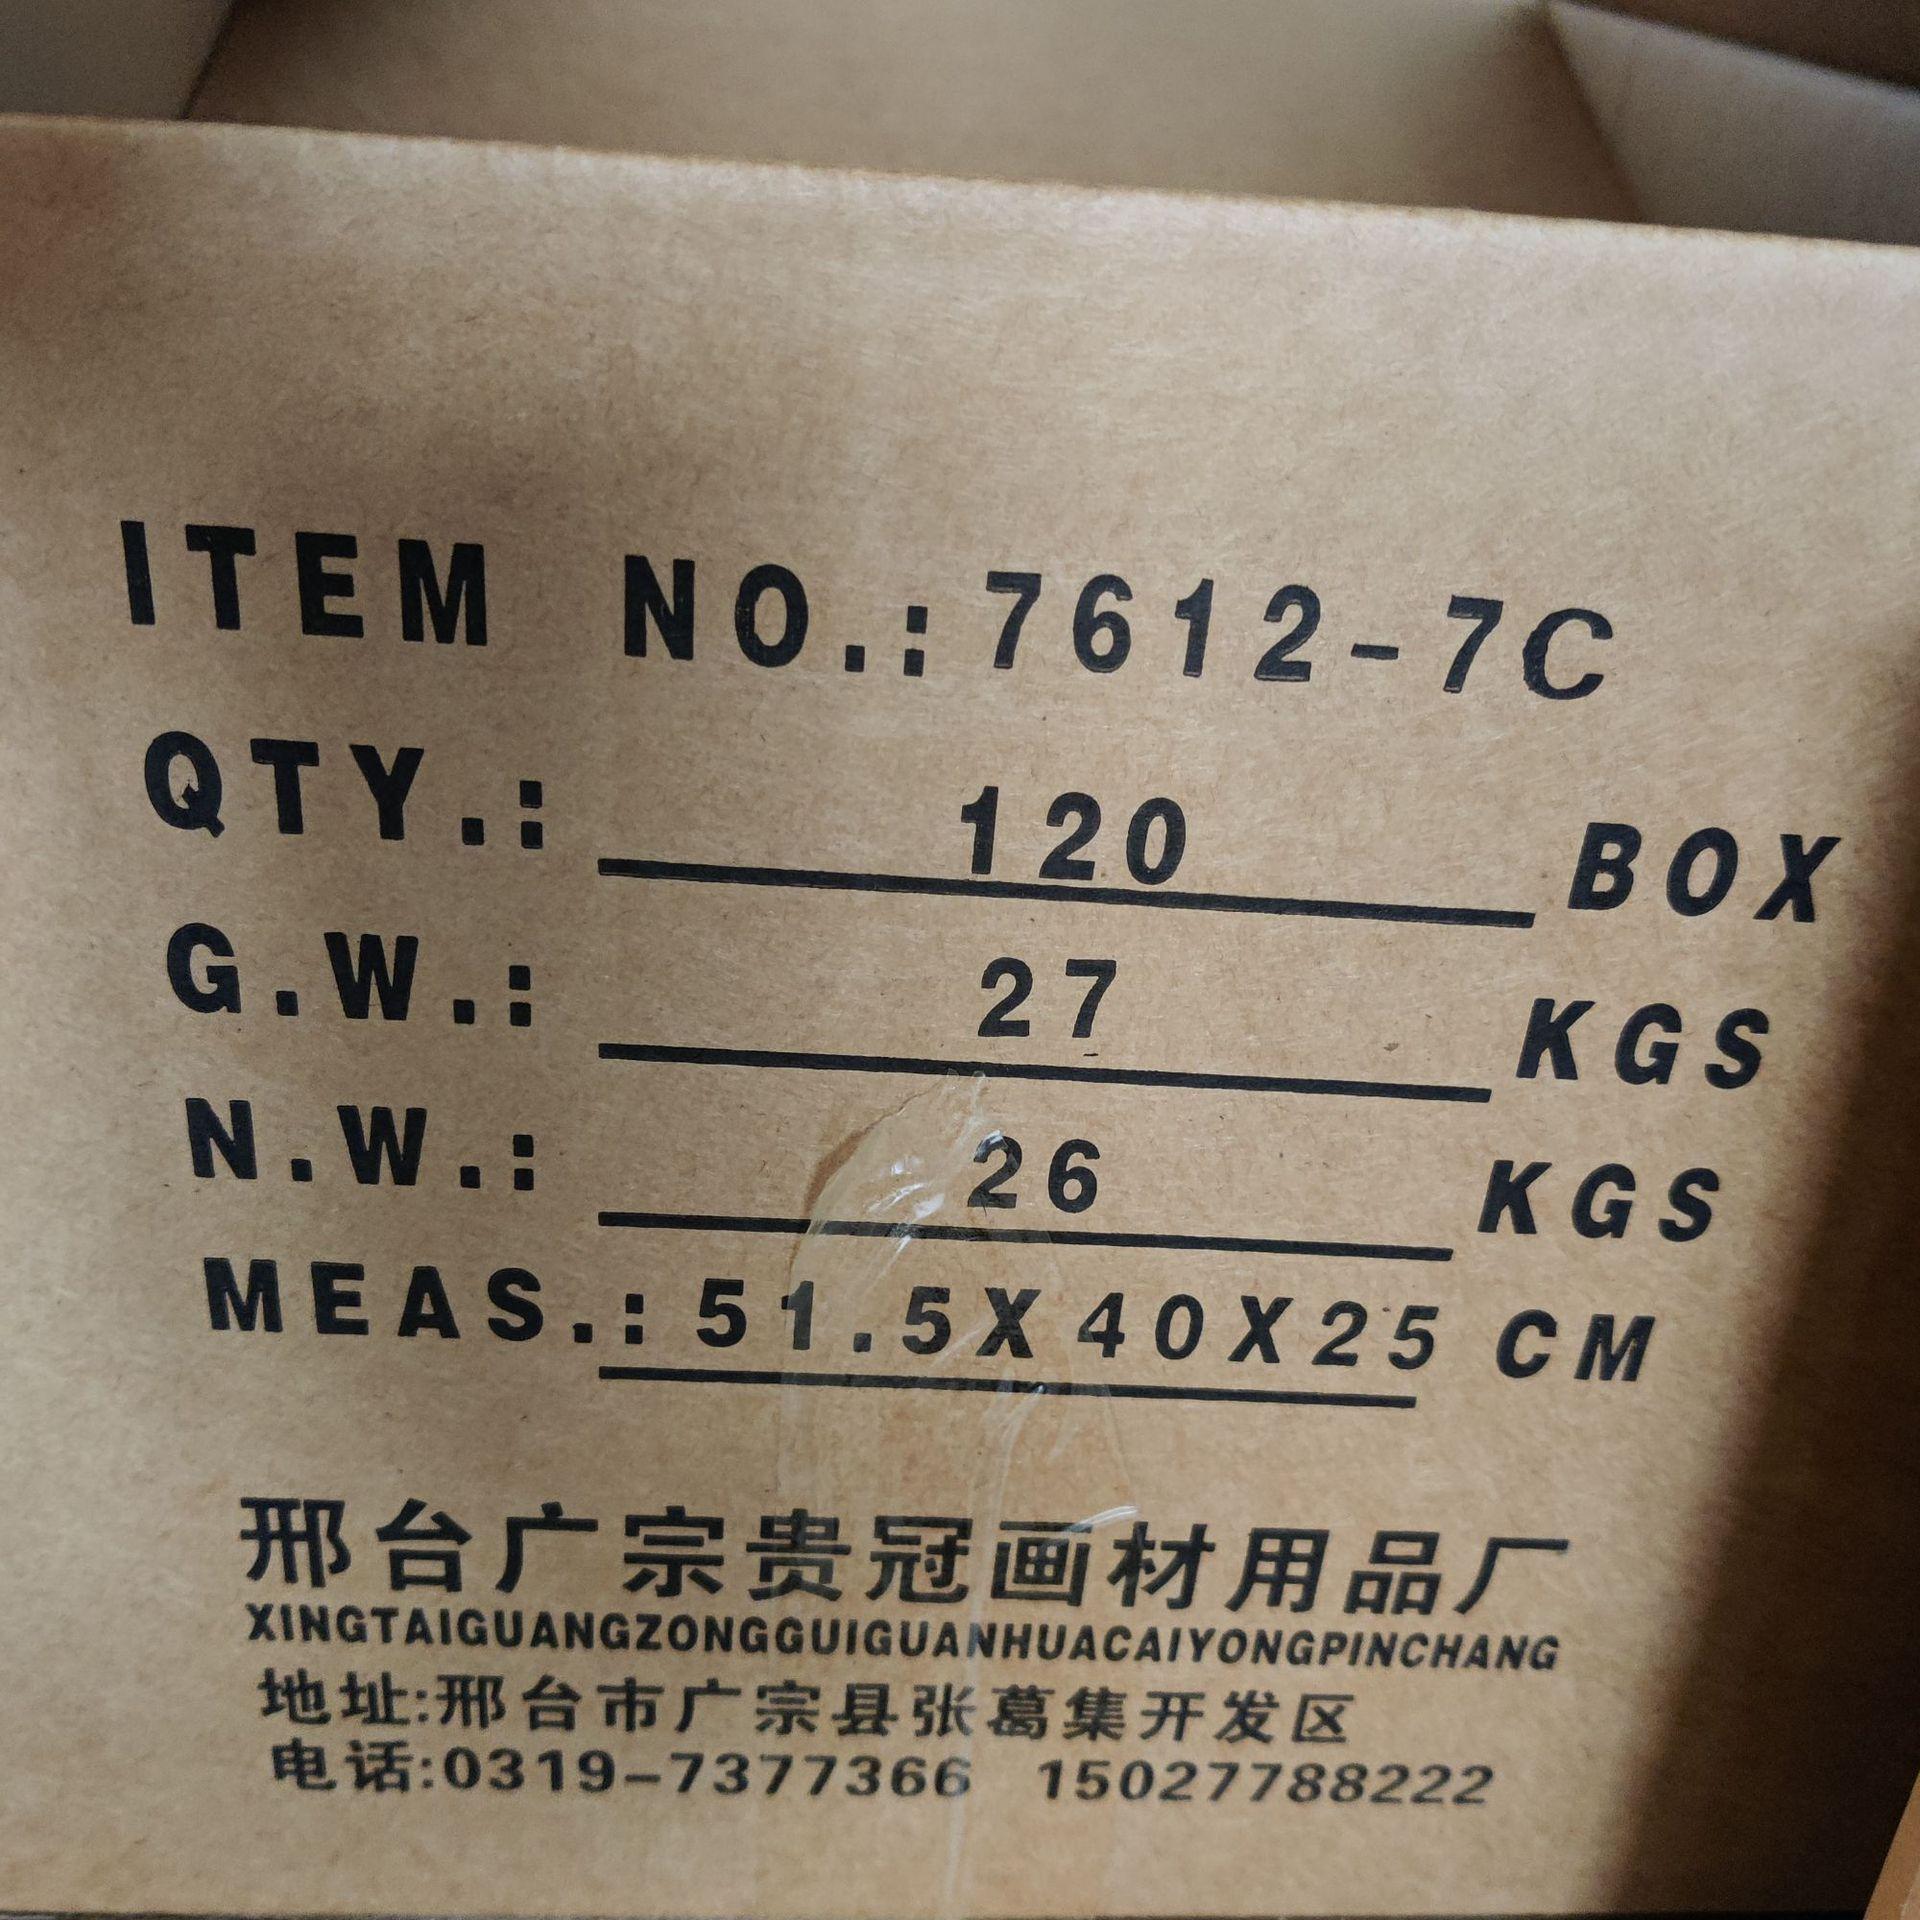 ITEM NO.:7612-7C
QTY.: 120 BOX
G.W.: 27 KGS
N.W.: 26 KGS
MEAS.:51.5X40X25 CM
邢台广宗贵冠画材用品厂
XINGTAIGUANGZONGGUIGUANHUACAIYONGPINCHANG
地址:邢台市广宗县张葛集开发区
电话:0319-7377366 15027788222